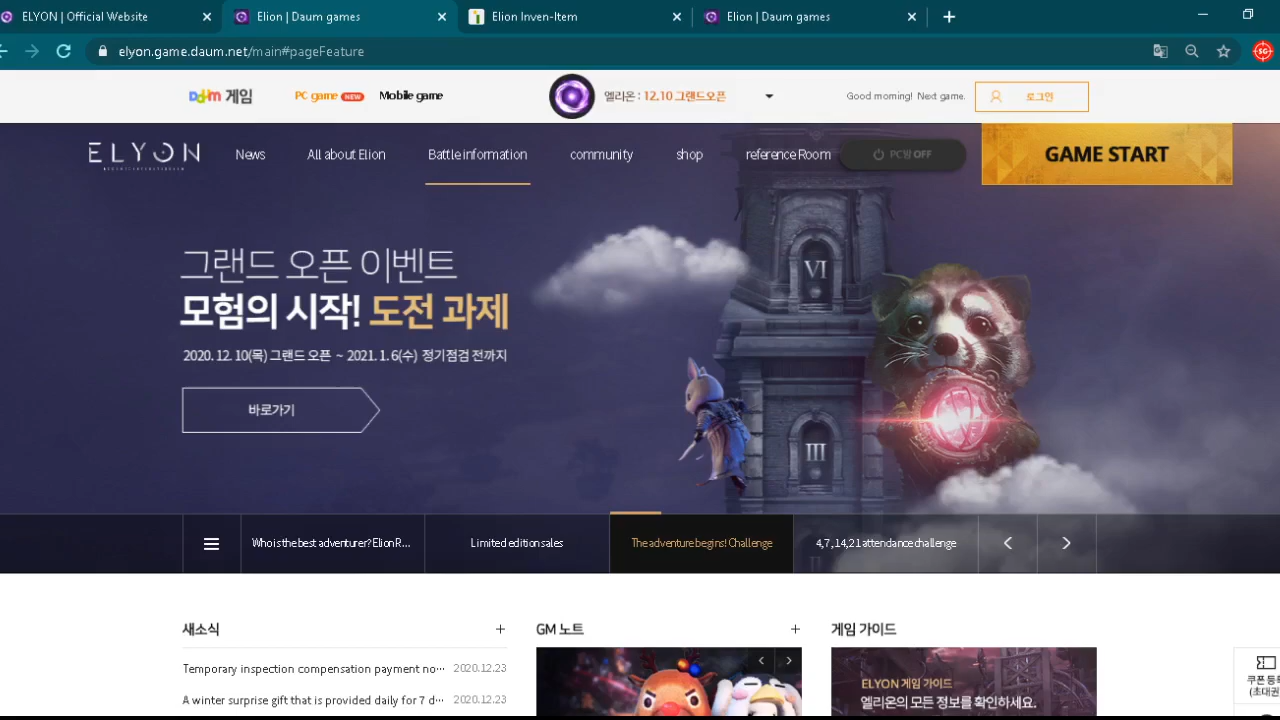 ELYON | Official Website
Elion | Daum games
Elion Inven-Item
Elion | Daum games
elyon.game.daum.net/main#pageFeature
Daum 게임
PC game NEW
Mobile game
엘리온 : 12.10 그랜드오픈
Good morning! Next game.
로그인
ELYON
News
All about Elion
Battle information
community
shop
reference Room
PC방 OFF
GAME START
그랜드 오픈 이벤트
모험의 시작! 도전 과제
2020. 12. 10(목) 그랜드 오픈 ~ 2021. 1. 6(수) 정기점검 전까지
바로가기
VI
III
Who is the best adventurer? Elion R...
Limited edition sales
The adventure begins! Challenge
4, 7, 14, 21 attendance challenge
새소식
GM 노트
게임 가이드
Temporary inspection compensation payment no···
2020.12.23
A winter surprise gift that is provided daily for 7 d···
2020.12.23
ELYON 게임 가이드
엘리온의 모든 정보를 확인하세요.
쿠폰 등록
(초대권